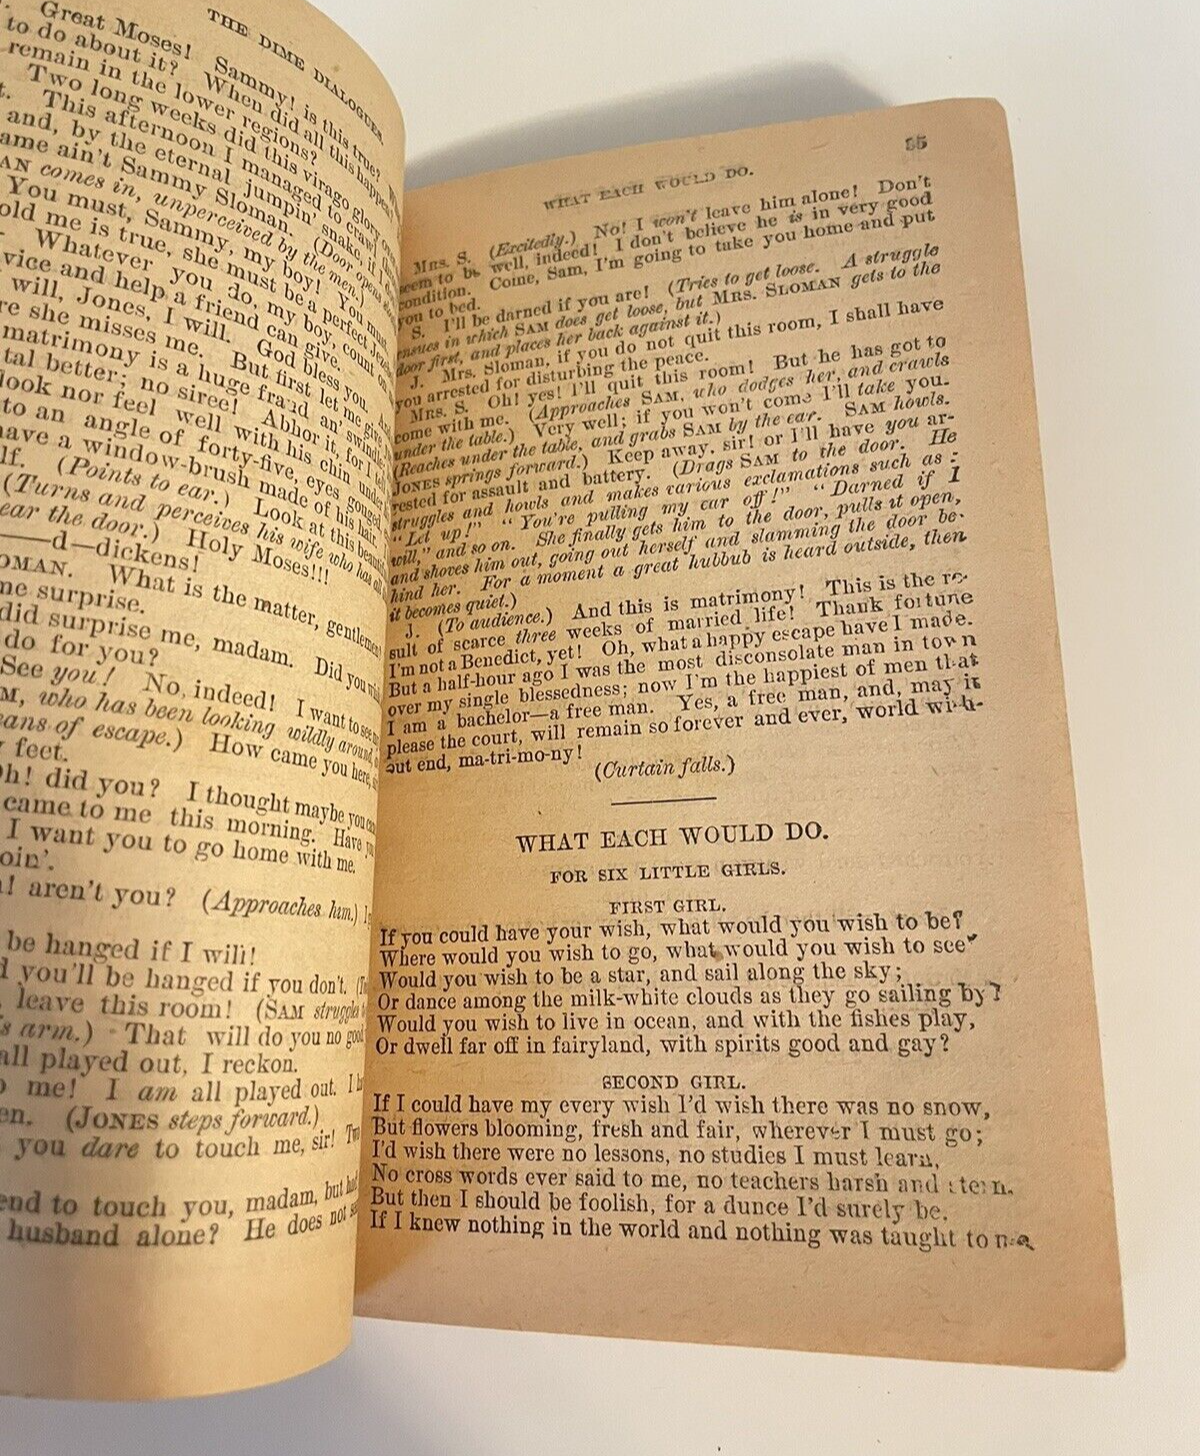 THE DIME DIALOGUES.
Great Moses! Sammy! is this true?
to do about it? When did all this happen?
remain in the lower regions?
Two long weeks did this virago glory
This afternoon I managed to crawl
and, by the eternal jumpin' snake, if I
ame ain't Sammy Sloman. (Door opens
AN comes in, unperceived by the men.)
You must, Sammy, my boy! You must.
old me is true, she must be a perfect
Whatever you do, my boy, count on
vice and help a friend can give.
will, Jones, I will. God bless you. And
re she misses me. But first let me give
matrimony is a huge fraud an' swindle.
tal better; no siree! Abhor it, for I
look nor feel well with his chin under
to an angle of forty-five, eyes gouged
have a window-brush made of his hair.
lf. (Points to ear.) Look at this beautiful
(Turns and perceives his wife who has
ear the door.) Holy Moses!!!
—d—dickens!
OMAN. What is the matter, gentlemen?
me surprise.
did surprise me, madam. Did you
do for you?
See you! No, indeed! I want to see
M, who has been looking wildly around
eans of escape.) How came you here,
feet.
h! did you? I thought maybe you
came to me this morning. Have
I want you to go home with me.
oin'.
! aren't you? (Approaches him.)
be hanged if I will!
d you'll be hanged if you don't.
leave this room! (SAM struggles
s arm.) That will do you no good
all played out, I reckon.
me! I am all played out. I
en. (JONES steps forward.)
you dare to touch me, sir!
end to touch you, madam, but
husband alone? He does not
WHAT EACH WOULD DO. 35
MRS. S. (Excitedly.) No! I won't leave him alone! Don't
seem to be well, indeed! I don't believe he is in very good
condition. Come, Sam, I'm going to take you home and put
you to bed.
S. I'll be darned if you are! (Tries to get loose. A struggle
ensues in which SAM does get loose, but MRS. SLOMAN gets to the
door first, and places her back against it.)
J. Mrs. Sloman, if you do not quit this room, I shall have
you arrested for disturbing the peace.
MRS. S. Oh! yes! I'll quit this room! But he has got to
come with me. (Approaches SAM, who dodges her, and crawls
under the table.) Very well; if you won't come I'll take you.
(Reaches under the table, and grabs SAM by the ear. SAM howls.
JONES springs forward.) Keep away, sir! or I'll have you ar-
rested for assault and battery. (Drags SAM to the door. He
struggles and howls and makes various exclamations such as:
"Let up!" "You're pulling my ear off!" "Darned if I
will," and so on. She finally gets him to the door, pulls it open,
and shoves him out, going out herself and slamming the door be-
hind her. For a moment a great hubbub is heard outside, then
it becomes quiet.)
J. (To audience.) And this is matrimony! This is the re-
sult of scarce three weeks of married life! Thank fortune
I'm not a Benedict, yet! Oh, what a happy escape have I made.
But a half-hour ago I was the most disconsolate man in town
over my single blessedness; now I'm the happiest of men that
I am a bachelor—a free man. Yes, a free man, and, may it
please the court, will remain so forever and ever, world with-
out end, ma-tri-mo-ny!
(Curtain falls.)
WHAT EACH WOULD DO.
FOR SIX LITTLE GIRLS.
FIRST GIRL.
If you could have your wish, what would you wish to be?
Where would you wish to go, what would you wish to see
Would you wish to be a star, and sail along the sky;
Or dance among the milk-white clouds as they go sailing by?
Would you wish to live in ocean, and with the fishes play,
Or dwell far off in fairyland, with spirits good and gay?
SECOND GIRL.
If I could have my every wish I'd wish there was no snow,
But flowers blooming, fresh and fair, wherever I must go;
I'd wish there were no lessons, no studies I must learn,
No cross words ever said to me, no teachers harsh and stern.
But then I should be foolish, for a dunce I'd surely be.
If I knew nothing in the world and nothing was taught to me